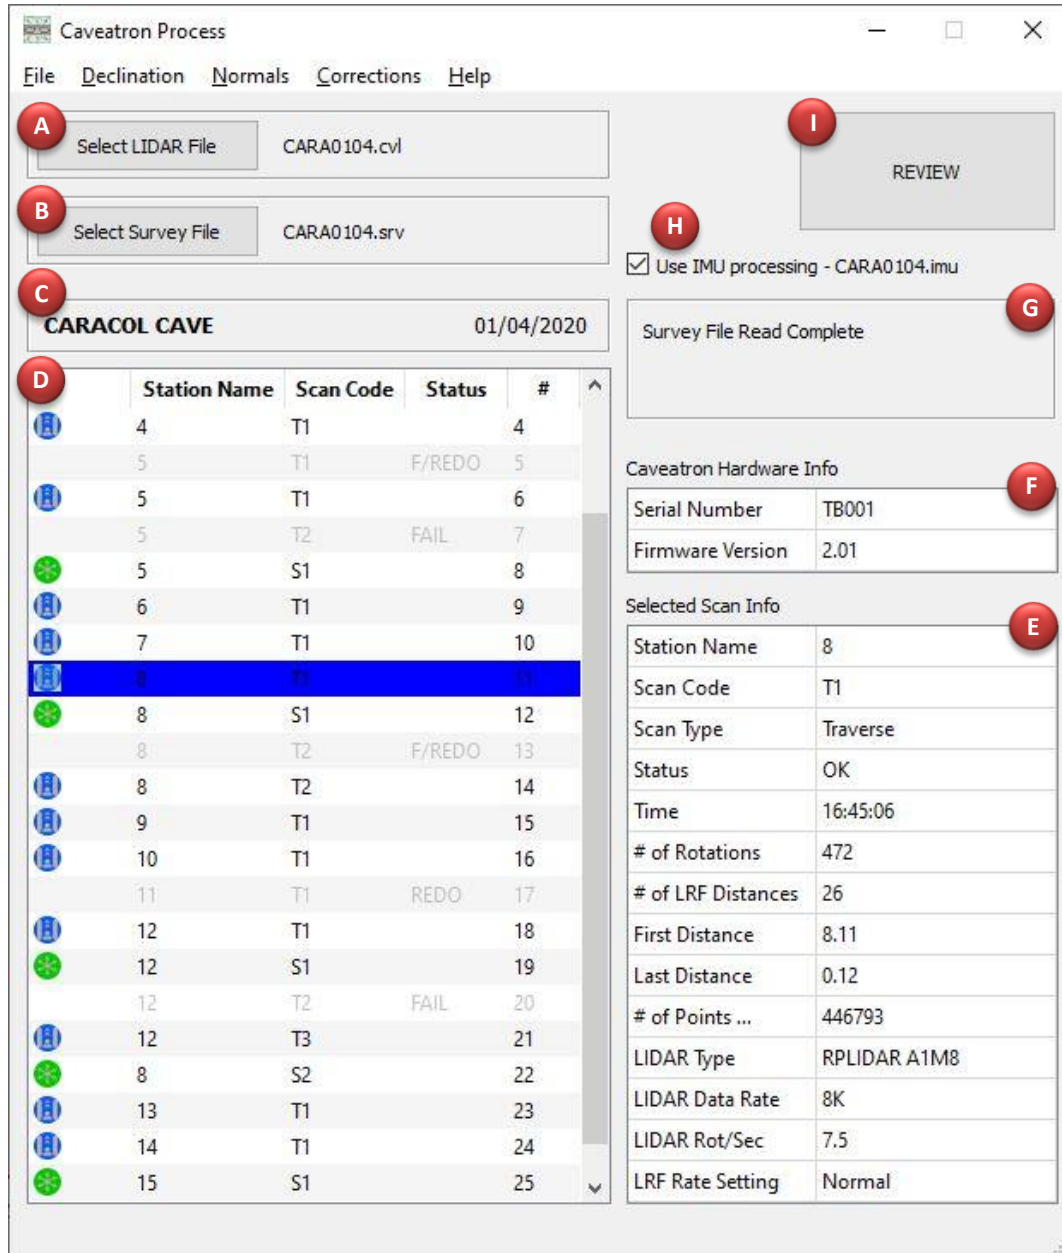 Caveatron Process
File Declination Normals Corrections Help
A
Select LIDAR File CARA0104.cvl
I
REVIEW
B
Select Survey File CARA0104.srv
H
Use IMU processing - CARA0104.imu
C
CARACOL CAVE 01/04/2020
G
Survey File Read Complete
D
Station Name Scan Code Status #
4 T1 4
5 T1 F/REDO 5
5 T1 6
5 T2 FAIL 7
5 S1 8
6 T1 9
7 T1 10
8 T1 11
8 S1 12
8 T2 F/REDO 13
8 T2 14
9 T1 15
10 T1 16
11 T1 REDO 17
12 T1 18
12 S1 19
12 T2 FAIL 20
12 T3 21
8 S2 22
13 T1 23
14 T1 24
15 S1 25
Caveatron Hardware Info
F
Serial Number TB001
Firmware Version 2.01
Selected Scan Info
E
Station Name 8
Scan Code T1
Scan Type Traverse
Status OK
Time 16:45:06
# of Rotations 472
# of LRF Distances 26
First Distance 8.11
Last Distance 0.12
# of Points ... 446793
LIDAR Type RPLIDAR A1M8
LIDAR Data Rate 8K
LIDAR Rot/Sec 7.5
LRF Rate Setting Normal